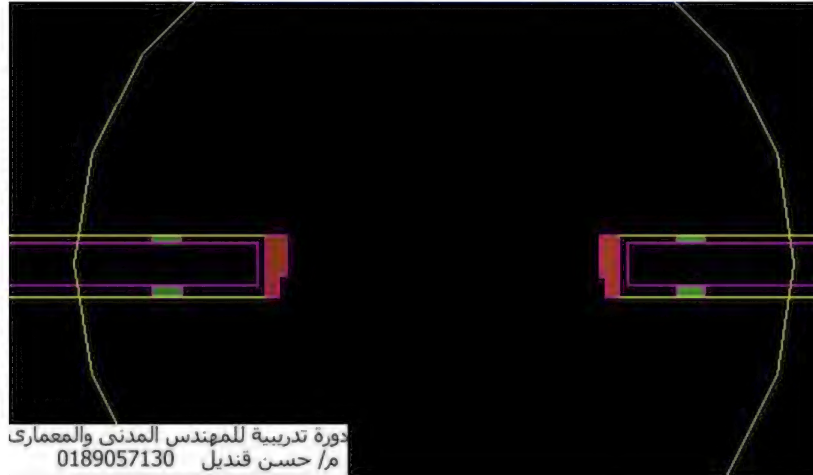 دورة تدريبية للمهندس المدنى والمعمارى
م/ حسن قنديل 0189057130